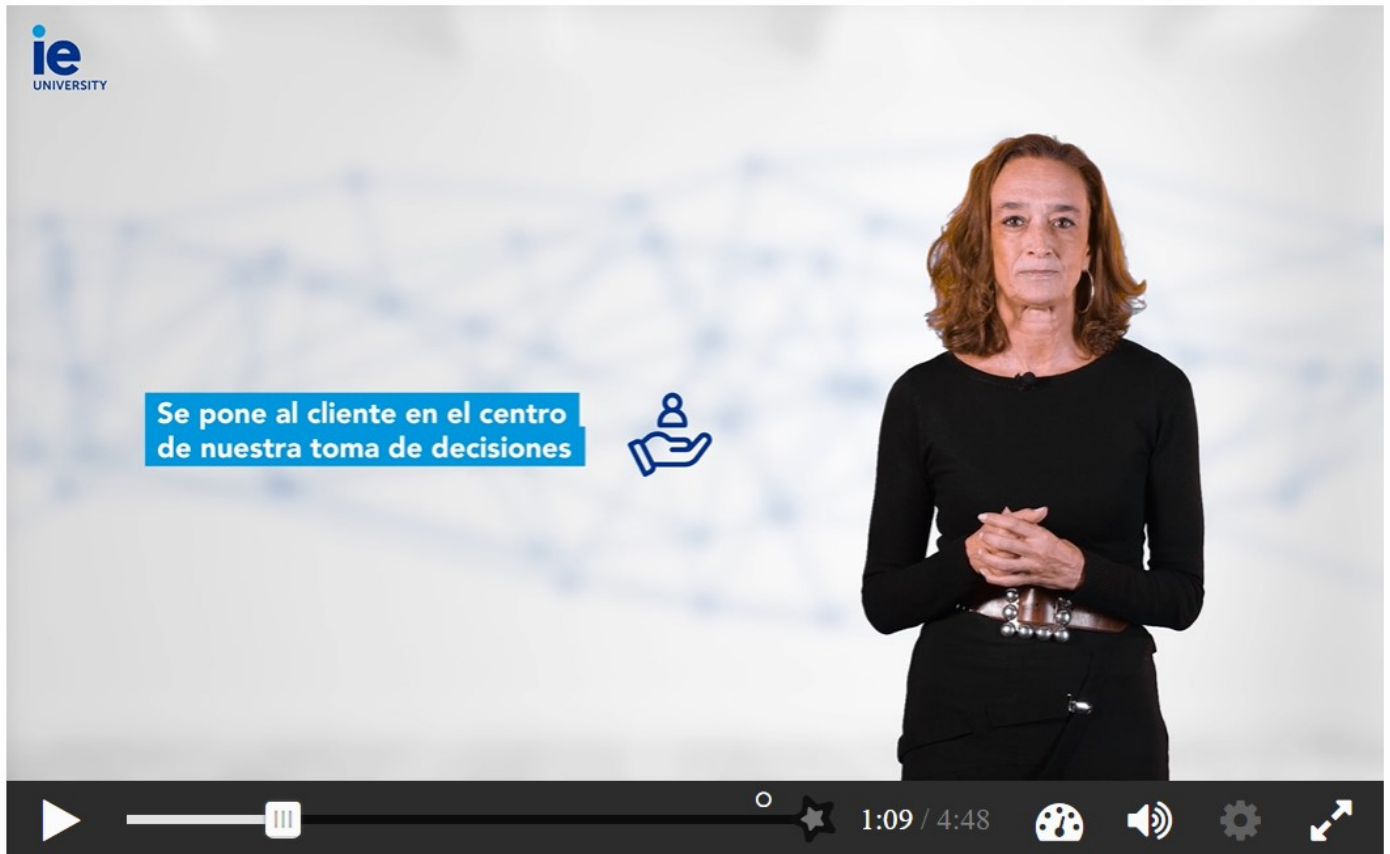 ie
UNIVERSITY
Se pone al cliente en el centro
de nuestra toma de decisiones
1:09 / 4:48